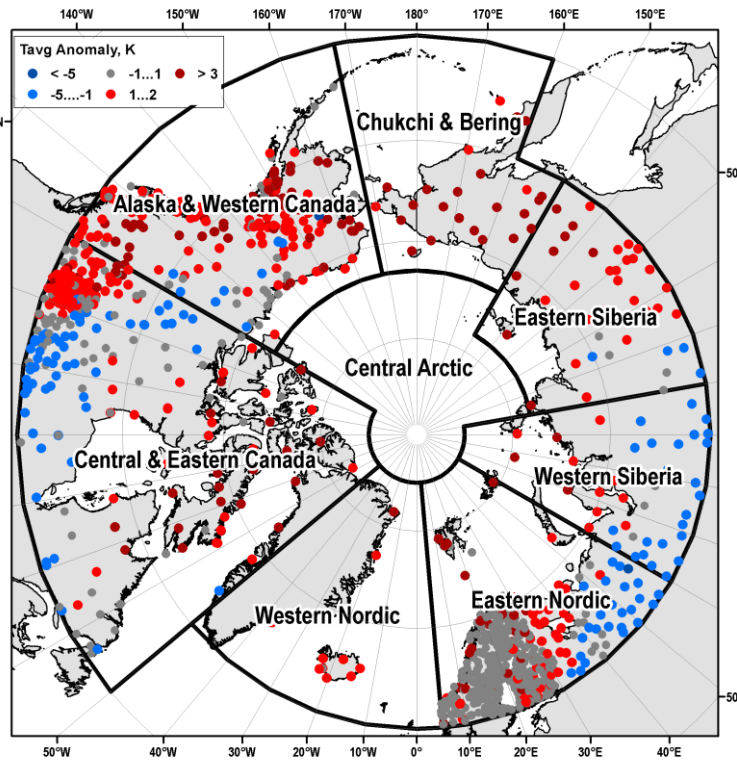 140°W 150°W 160°W 170°W 180° 170°E 160°E 150°E
Tavg Anomaly, K
< -5 -1...1 > 3
-5....-1 1...2
N
50
Chukchi & Bering
Alaska & Western Canada
Eastern Siberia
Central Arctic
Central & Eastern Canada
Western Siberia
Eastern Nordic
Western Nordic
50
50°W 40°W 30°W 20°W 10°W 0° 10°E 20°E 30°E 40°E